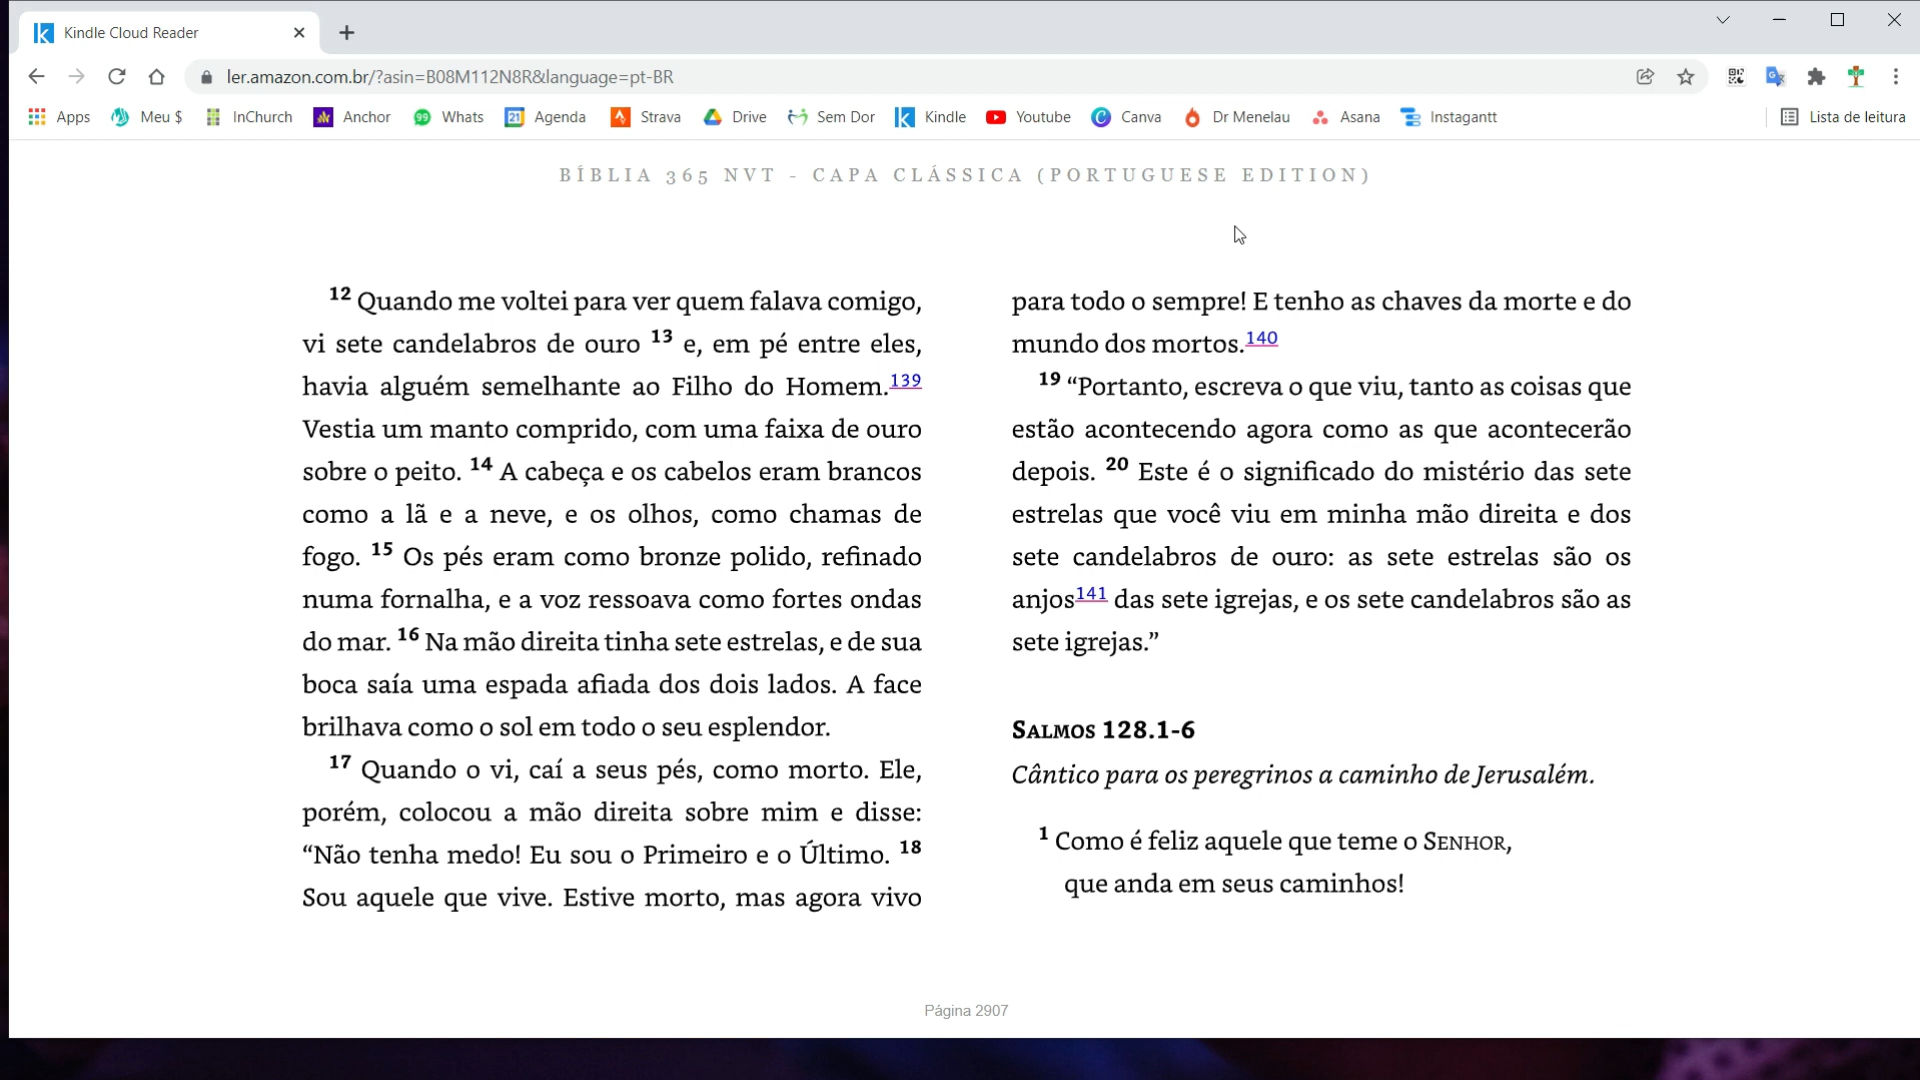 Kindle Cloud Reader
ler.amazon.com.br/?asin=B08M112N8R&language=pt-BR
Apps Meu $ InChurch Anchor 99 Whats 21 Agenda Strava Drive Sem Dor Kindle Youtube Canva Dr Menelau Asana Instagantt Lista de leitura
BÍBLIA 365 NVT - CAPA CLÁSSICA (PORTUGUESE EDITION)
12 Quando me voltei para ver quem falava comigo,
vi sete candelabros de ouro 13 e, em pé entre eles,
havia alguém semelhante ao Filho do Homem.139
Vestia um manto comprido, com uma faixa de ouro
sobre o peito. 14 A cabeça e os cabelos eram brancos
como a lã e a neve, e os olhos, como chamas de
fogo. 15 Os pés eram como bronze polido, refinado
numa fornalha, e a voz ressoava como fortes ondas
do mar. 16 Na mão direita tinha sete estrelas, e de sua
boca saía uma espada afiada dos dois lados. A face
brilhava como o sol em todo o seu esplendor.
17 Quando o vi, caí a seus pés, como morto. Ele,
porém, colocou a mão direita sobre mim e disse:
“Não tenha medo! Eu sou o Primeiro e o Último. 18
Sou aquele que vive. Estive morto, mas agora vivo
para todo o sempre! E tenho as chaves da morte e do
mundo dos mortos.140
19 “Portanto, escreva o que viu, tanto as coisas que
estão acontecendo agora como as que acontecerão
depois. 20 Este é o significado do mistério das sete
estrelas que você viu em minha mão direita e dos
sete candelabros de ouro: as sete estrelas são os
anjos141 das sete igrejas, e os sete candelabros são as
sete igrejas.”
SALMOS 128.1-6
Cântico para os peregrinos a caminho de Jerusalém.
1 Como é feliz aquele que teme o SENHOR,
que anda em seus caminhos!
Página 2907